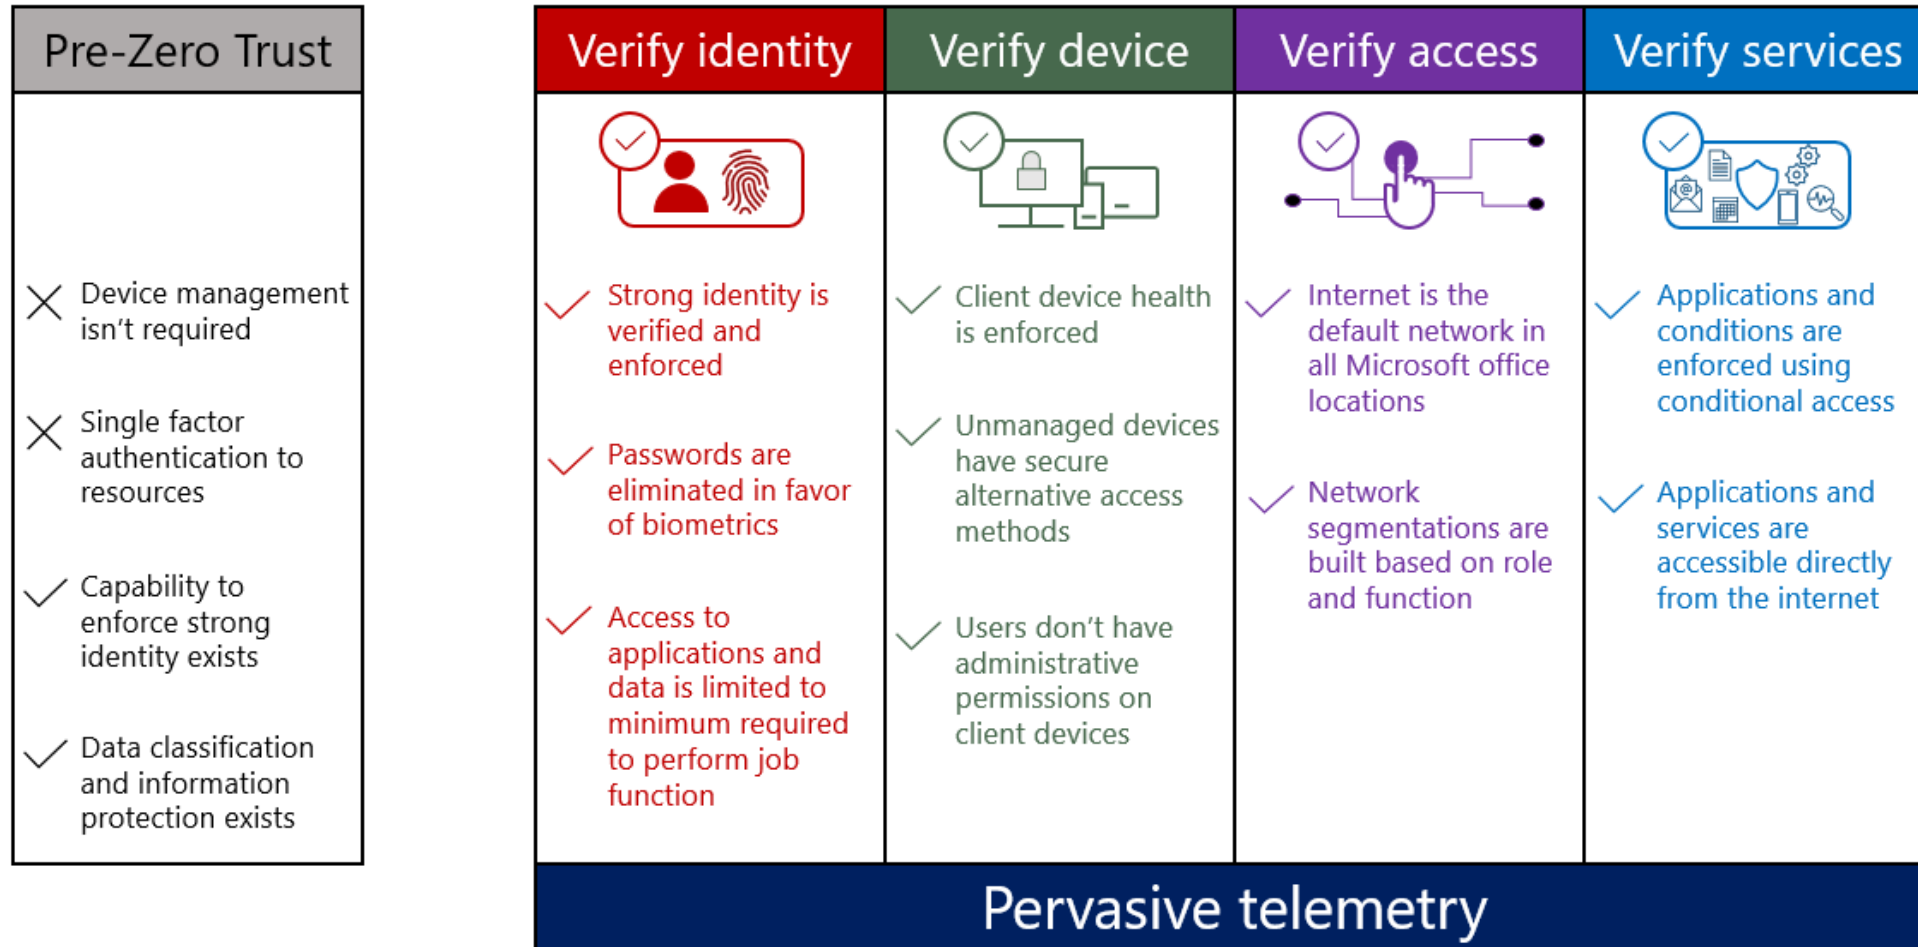 Pre-Zero Trust
Device management
isn't required
Single factor
authentication to
resources
Capability to
enforce strong
identity exists
Data classification
and information
protection exists
Verify identity
Strong identity is
verified and
enforced
Passwords are
eliminated in favor
of biometrics
Access to
applications and
data is limited to
minimum required
to perform job
function
Verify device
Client device health
is enforced
Unmanaged devices
have secure
alternative access
methods
Users don't have
administrative
permissions on
client devices
Verify access
Internet is the
default network in
all Microsoft office
locations
Network
segmentations are
built based on role
and function
Verify services
Applications and
conditions are
enforced using
conditional access
Applications and
services are
accessible directly
from the internet
Pervasive telemetry